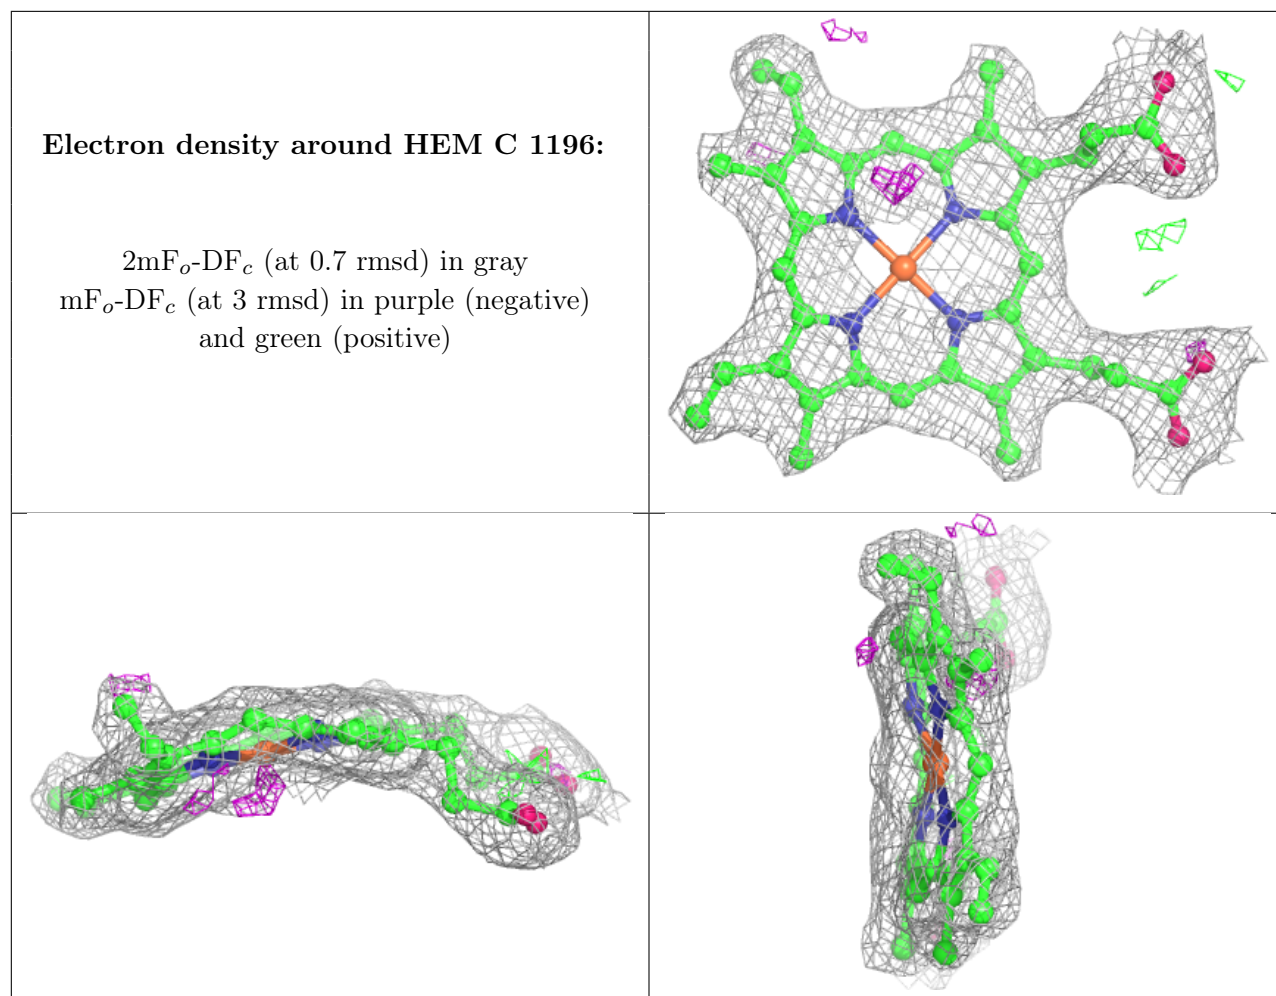 Electron density around HEM C 1196:
2mFo-DFc (at 0.7 rmsd) in gray
mFo-DFc (at 3 rmsd) in purple (negative)
and green (positive)